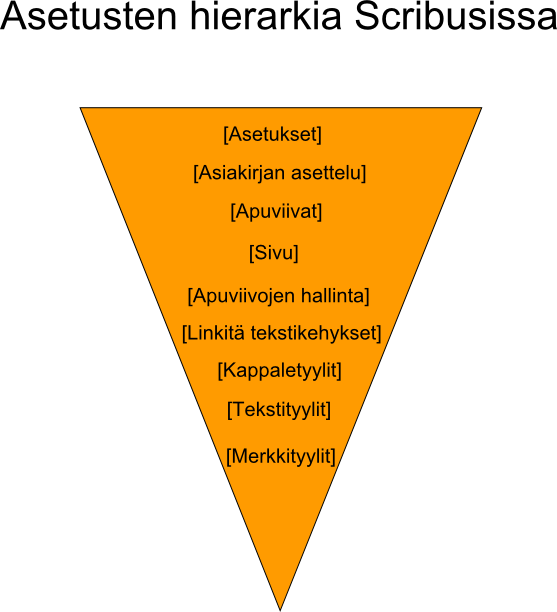 Asetusten hierarkia Scribusissa
[Asetukset]
[Asiakirjan asettelu]
[Apuviivat]
[Sivu]
[Apuviivojen hallinta]
[Linkitä tekstikehykset]
[Kappaletyylit]
[Tekstityylit]
[Merkkityylit]